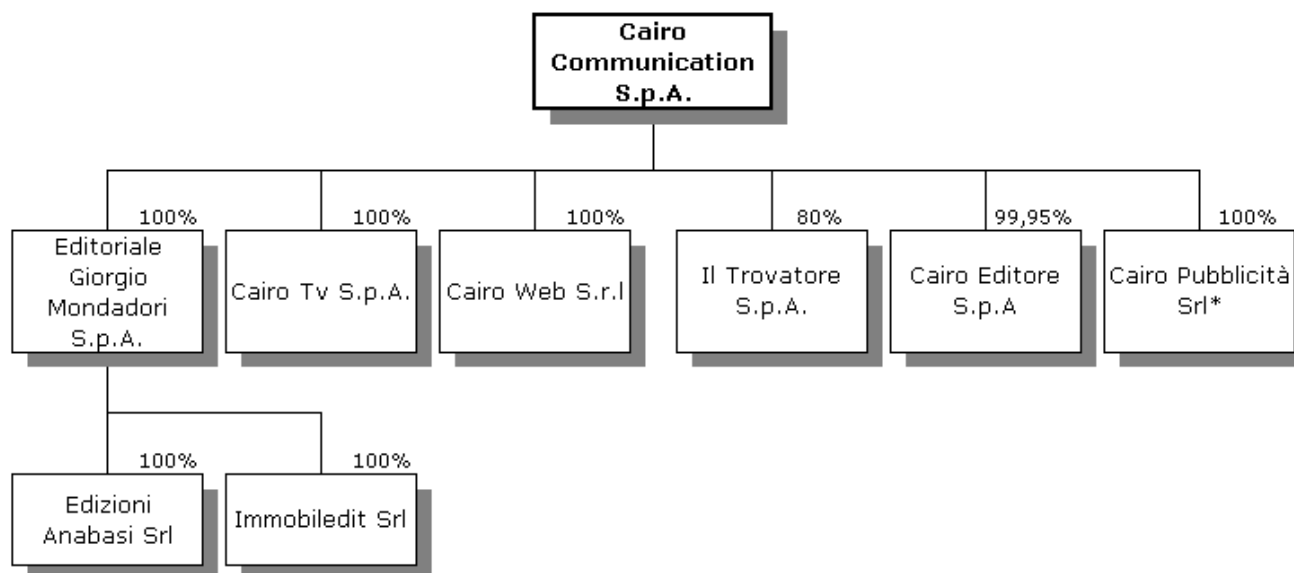 Cairo
Communication
S.p.A.
100%
100%
100%
80%
99,95%
100%
Editoriale
Giorgio
Mondadori
S.p.A.
Cairo Tv S.p.A.
Cairo Web S.r.l
Il Trovatore
S.p.A.
Cairo Editore
S.p.A
Cairo Pubblicità
Srl*
100%
100%
Edizioni
Anabasi Srl
Immobiledit Srl